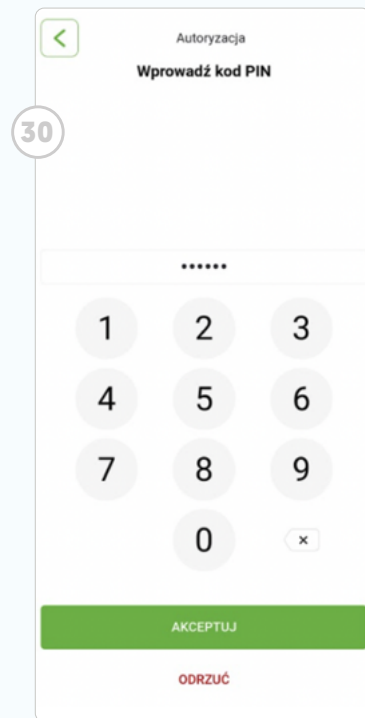 Autoryzacja
Wprowadź kod PIN
30
••••••
1 2 3
4 5 6
7 8 9
0 ×
AKCEPTUJ
ODRZUĆ